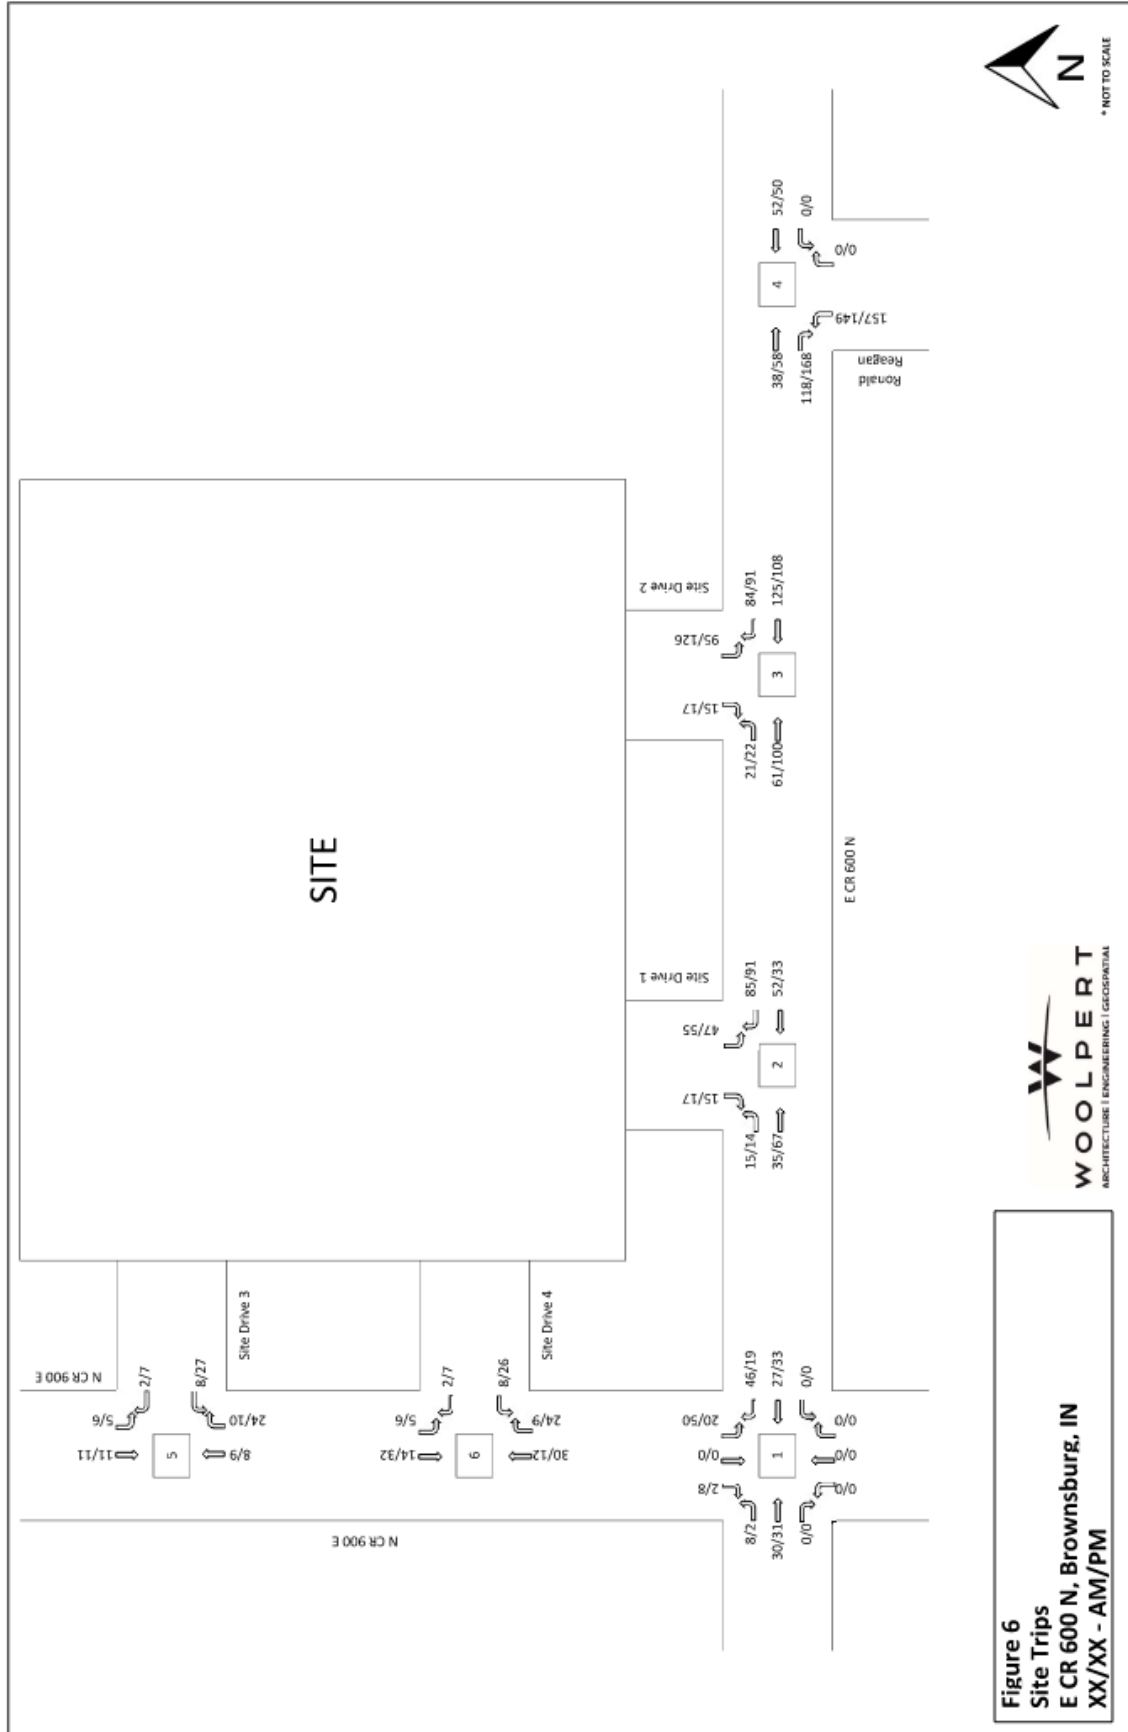 N CR 900 E
N CR 900 E
SITE
5/6
11/11
2/7
8/27
24/10
8/9
5
Site Drive 3
5/6
14/32
2/7
8/26
24/9
30/12
6
Site Drive 4
2/8
0/0
20/50
46/19
27/33
0/0
8/2
30/31
0/0
0/0
0/0
0/0
1
Site Drive 1
15/17
47/55
85/91
52/33
15/14
35/67
2
Site Drive 2
15/17
95/126
84/91
125/108
21/22
61/100
3
52/50
0/0
38/58
118/168
157/149
0/0
4
Ronald
Reagan
E CR 600 N
N
* NOT TO SCALE
Figure 6
Site Trips
E CR 600 N, Brownsburg, IN
XX/XX - AM/PM
WOOLPERT
ARCHITECTURE | ENGINEERING | GEOSPATIAL